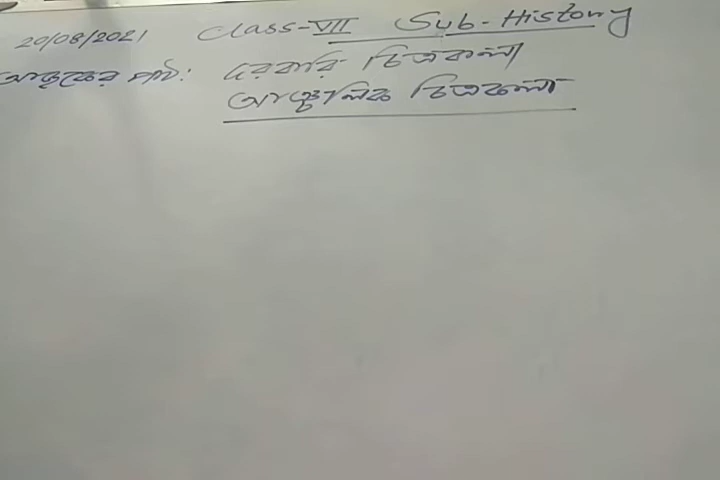 20/08/2021 Class-VII Sub-History
আজকের পাঠ: দরবারি চিত্রকলা
আঞ্চলিক চিত্রকলা